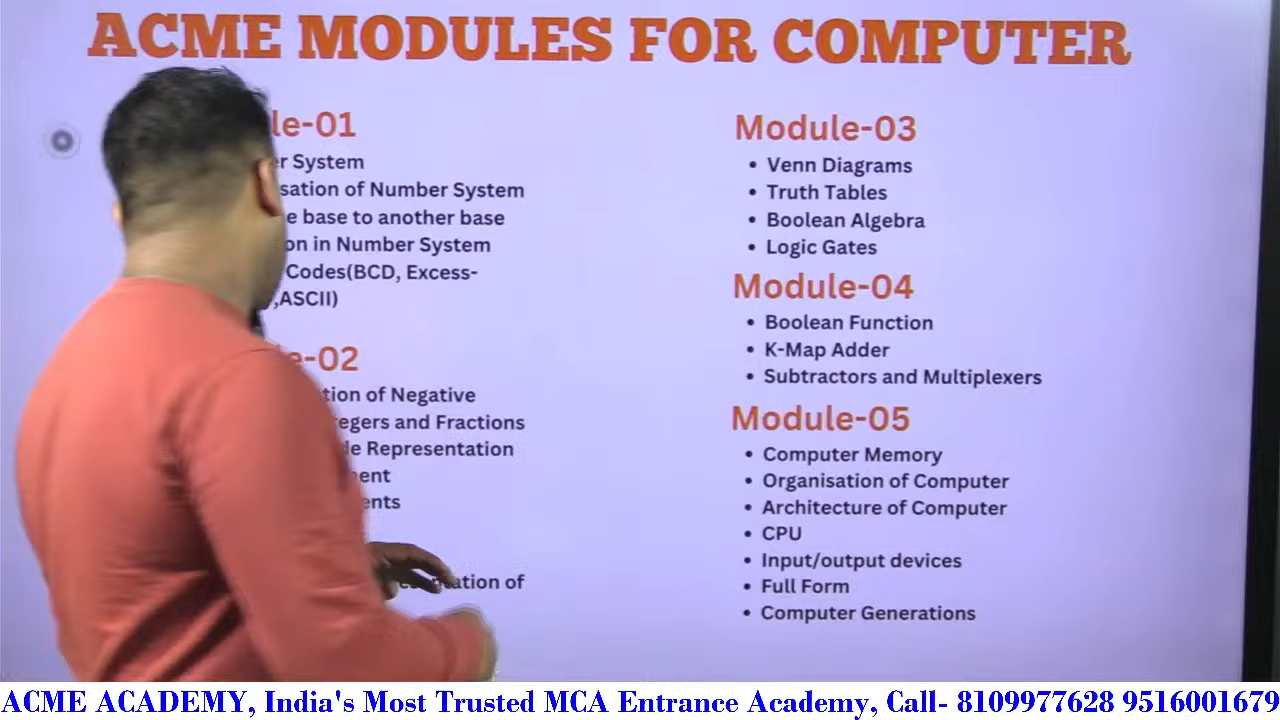 ACME MODULES FOR COMPUTER
le-01
r System
sation of Number System
e base to another base
on in Number System
Codes(BCD, Excess-
,ASCII)
e-02
tion of Negative
tegers and Fractions
de Representation
ent
ents
tation of
Module-03
• Venn Diagrams
• Truth Tables
• Boolean Algebra
• Logic Gates
Module-04
• Boolean Function
• K-Map Adder
• Subtractors and Multiplexers
Module-05
• Computer Memory
• Organisation of Computer
• Architecture of Computer
• CPU
• Input/output devices
• Full Form
• Computer Generations
ACME ACADEMY, India's Most Trusted MCA Entrance Academy, Call- 8109977628 9516001679